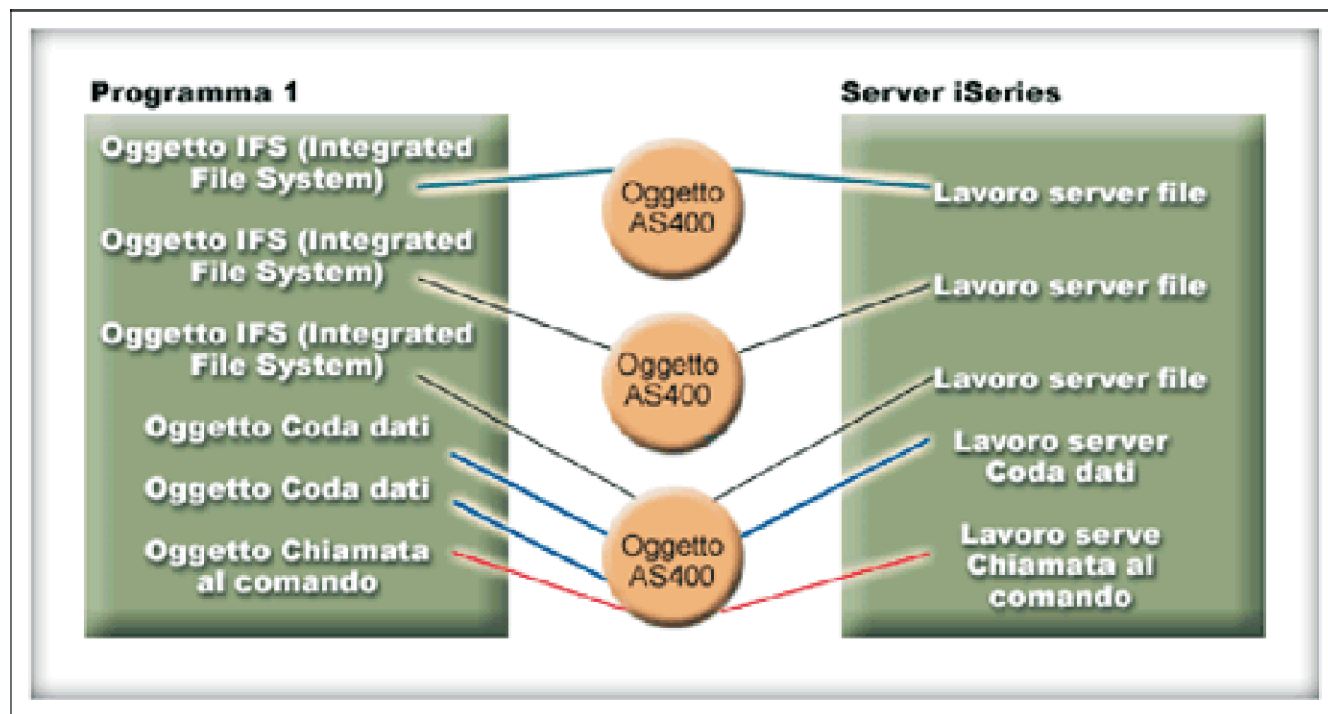 Programma 1
Oggetto IFS (Integrated
File System)
Oggetto IFS (Integrated
File System)
Oggetto IFS (Integrated
File System)
Oggetto Coda dati
Oggetto Coda dati
Oggetto Chiamata
al comando
Oggetto
AS400
Oggetto
AS400
Oggetto
AS400
Server iSeries
Lavoro server file
Lavoro server file
Lavoro server file
Lavoro server
Coda dati
Lavoro serve
Chiamata al
comando